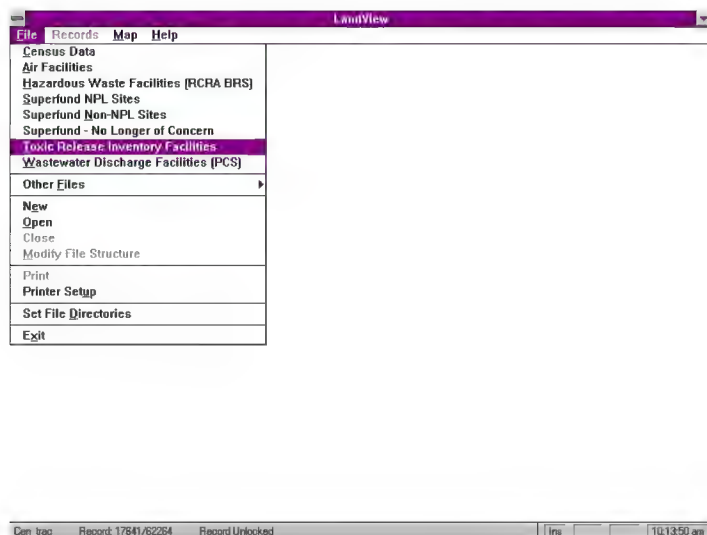 LandView
File Records Map Help
Census Data
Air Facilities
Hazardous Waste Facilities (RCRA BRS)
Superfund NPL Sites
Superfund Non-NPL Sites
Superfund - No Longer of Concern
Toxic Release Inventory Facilities
Wastewater Discharge Facilities (PCS)
Other Files
New
Open
Close
Modify File Structure
Print
Printer Setup
Set File Directories
Exit
Cen_trac Record: 17841/62264 Record Unlocked Ins 10:13:50 am